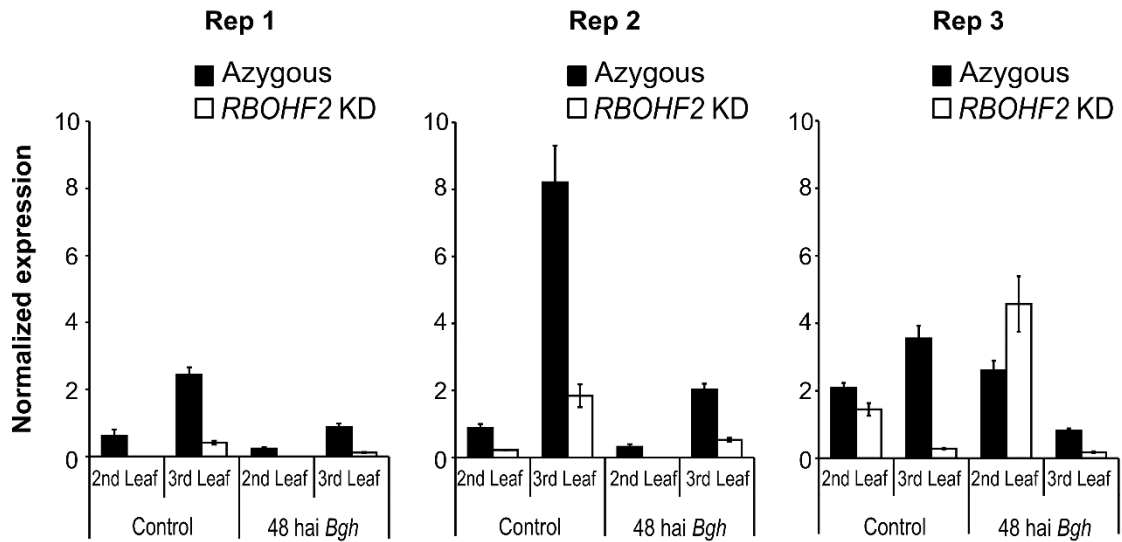 Rep 1
Rep 2
Rep 3
Azygous
RBOHF2 KD
Azygous
RBOHF2 KD
Azygous
RBOHF2 KD
Normalized expression
10
8
6
4
2
0
10
8
6
4
2
0
10
8
6
4
2
0
2nd Leaf 3rd Leaf 2nd Leaf 3rd Leaf
Control 48 hai Bgh
2nd Leaf 3rd Leaf 2nd Leaf 3rd Leaf
Control 48 hai Bgh
2nd Leaf 3rd Leaf 2nd Leaf 3rd Leaf
Control 48 hai Bgh